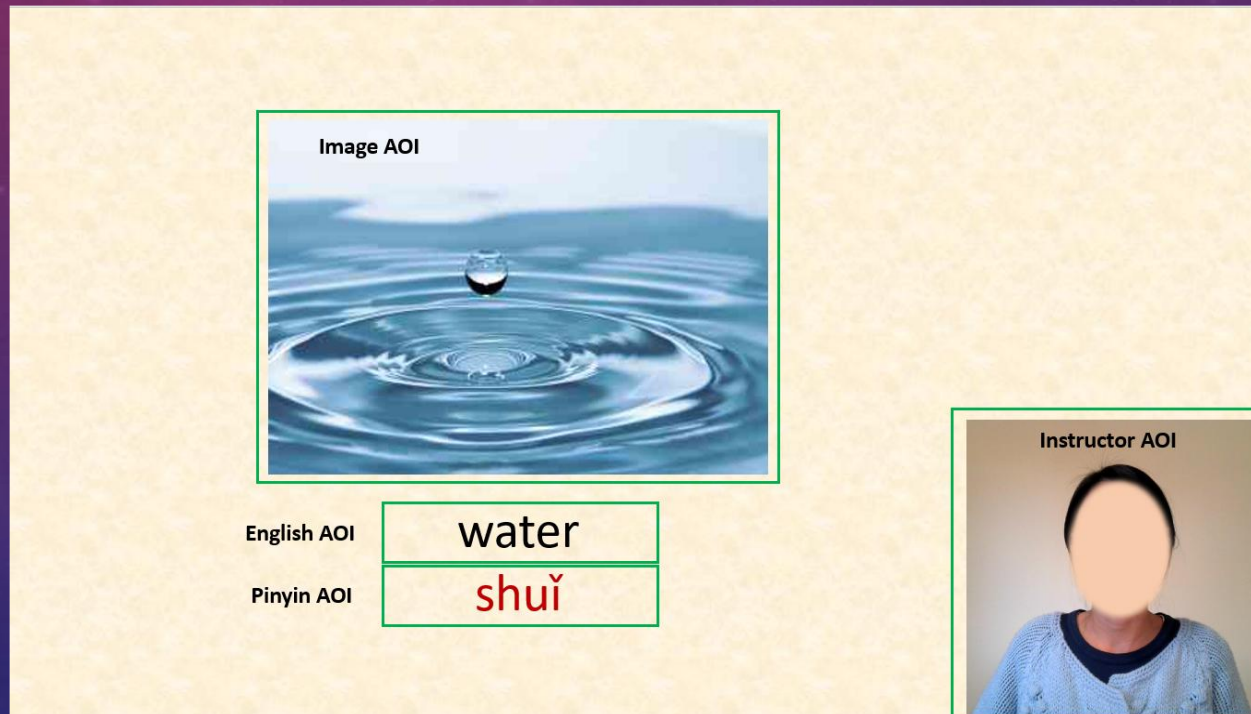 Image AOI
Instructor AOI
English AOI water
Pinyin AOI shuǐ